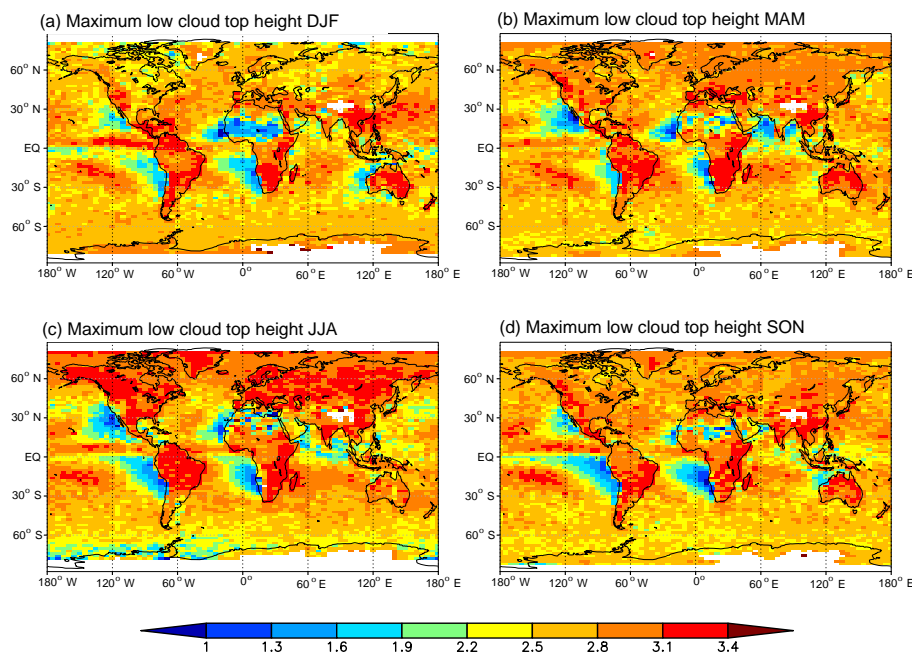 (a) Maximum low cloud top height DJF
(b) Maximum low cloud top height MAM
60° N
30° N
EQ
30° S
60° S
180° W
120° W
60° W
0°
60° E
120° E
180° E
60° N
30° N
EQ
30° S
60° S
180° W
120° W
60° W
0°
60° E
120° E
180° E
(c) Maximum low cloud top height JJA
(d) Maximum low cloud top height SON
60° N
30° N
EQ
30° S
60° S
180° W
120° W
60° W
0°
60° E
120° E
180° E
60° N
30° N
EQ
30° S
60° S
180° W
120° W
60° W
0°
60° E
120° E
180° E
1 1.3 1.6 1.9 2.2 2.5 2.8 3.1 3.4